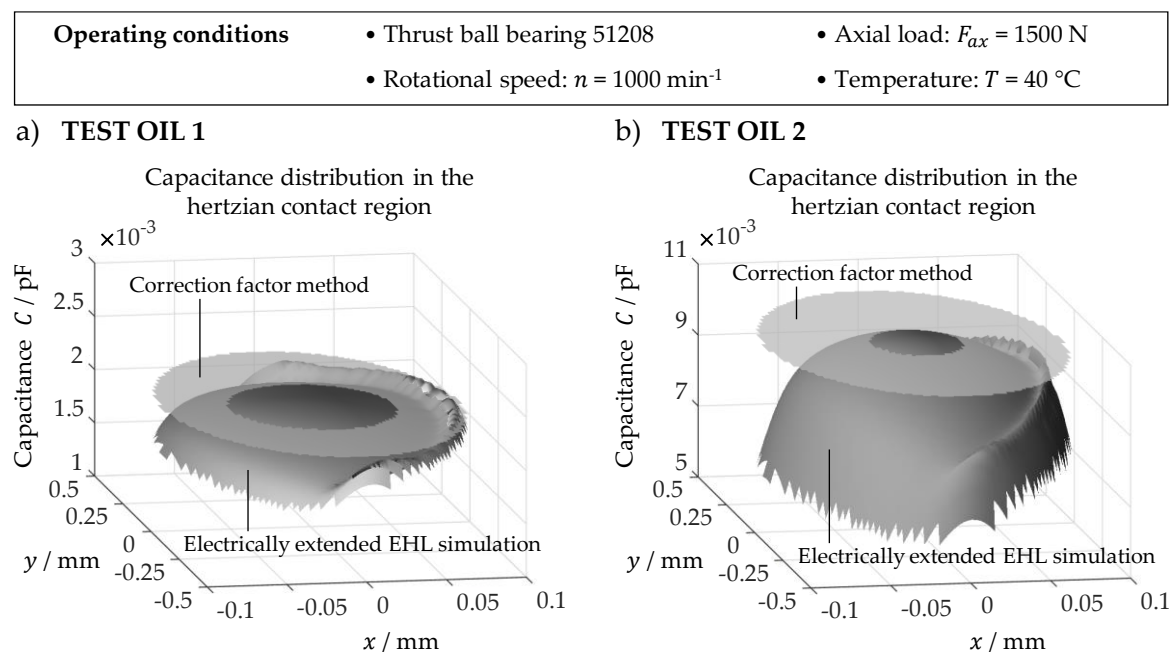 Operating conditions
• Thrust ball bearing 51208
• Axial load: F_ax = 1500 N
• Rotational speed: n = 1000 min⁻¹
• Temperature: T = 40 °C
a) TEST OIL 1
Capacitance distribution in the
hertzian contact region
×10⁻³
Correction factor method
Capacitance C / pF
3
2.5
2
1.5
1
0.5
0.25
0
-0.25
-0.5
y / mm
Electrically extended EHL simulation
-0.1
-0.05
0
0.05
0.1
x / mm
b) TEST OIL 2
Capacitance distribution in the
hertzian contact region
×10⁻³
Correction factor method
Capacitance C / pF
11
9
7
5
0.5
0.25
0
-0.25
-0.5
y / mm
Electrically extended EHL simulation
-0.1
-0.05
0
0.05
0.1
x / mm